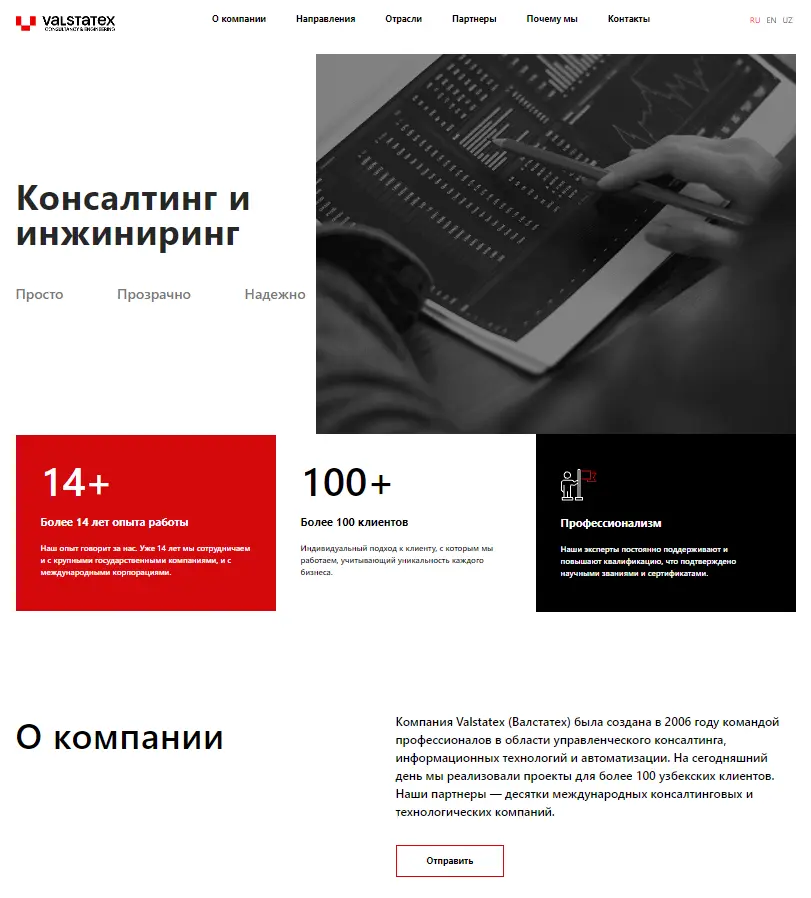 VALSTATEX
CONSULTANCY & ENGINEERING
О компании Направления Отрасли Партнеры Почему мы Контакты
RU EN UZ
Консалтинг и
инжиниринг
Просто Прозрачно Надежно
14+
Более 14 лет опыта работы
Наш опыт говорит за нас. Уже 14 лет мы сотрудничаем
и с крупными государственными компаниями, и с
международными корпорациями.
100+
Более 100 клиентов
Индивидуальный подход к клиенту, с которым мы
работаем, учитывающий уникальность каждого
бизнеса.
Профессионализм
Наши эксперты постоянно поддерживают и
повышают квалификацию, что подтверждено
научными званиями и сертификатами.
О компании
Компания Valstatex (Валстатех) была создана в 2006 году командой
профессионалов в области управленческого консалтинга,
информационных технологий и автоматизации. На сегодняшний
день мы реализовали проекты для более 100 узбекских клиентов.
Наши партнеры — десятки международных консалтинговых и
технологических компаний.
Отправить